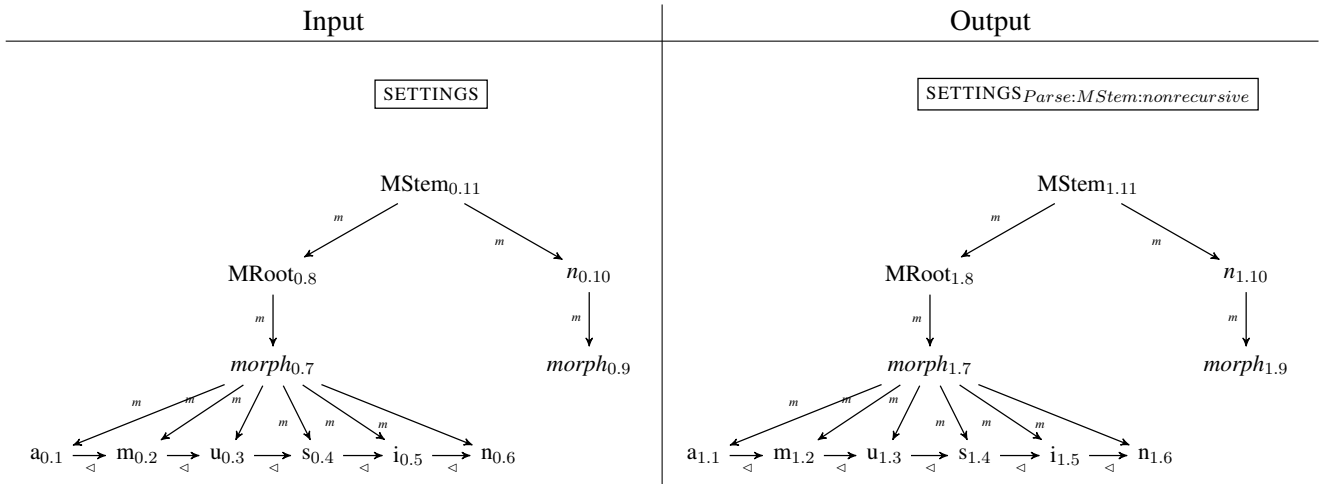 Input Output
SETTINGS SETTINGS_Parse:MStem:nonrecursive
MStem_0.11 MStem_1.11
m m m m
MRoot_0.8 n_0.10 MRoot_1.8 n_1.10
m m m m
morph_0.7 morph_0.9 morph_1.7 morph_1.9
m m m m m m m m m m m m
a_0.1 m_0.2 u_0.3 s_0.4 i_0.5 n_0.6 a_1.1 m_1.2 u_1.3 s_1.4 i_1.5 n_1.6
◁ ◁ ◁ ◁ ◁ ◁ ◁ ◁ ◁ ◁